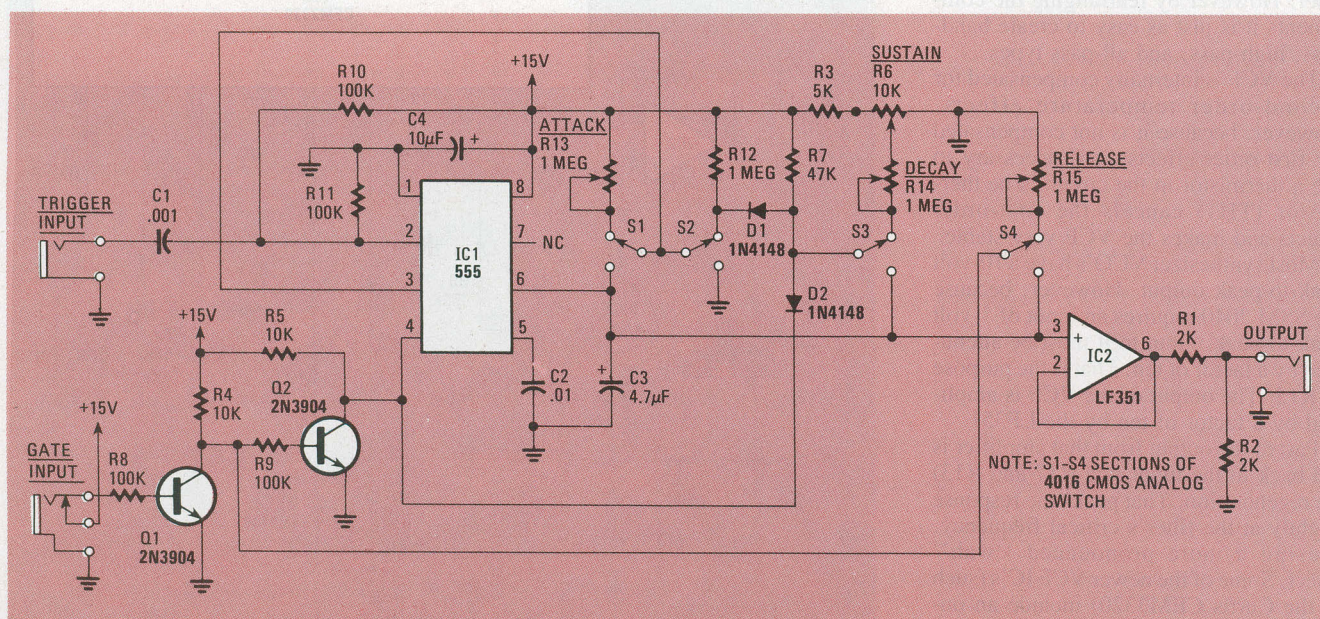 +15V
SUSTAIN
R10
100K
R3
5K
R6
10K
C4
10µF
+
ATTACK
R13
1 MEG
R12
1 MEG
R7
47K
DECAY
R14
1 MEG
RELEASE
R15
1 MEG
R11
100K
1
8
TRIGGER
INPUT
C1
.001
2
7
NC
IC1
555
S1
S2
D1
1N4148
S3
S4
3
6
D2
1N4148
4
5
+15V
R5
10K
Q2
2N3904
R4
10K
+15V
C2
.01
+
C3
4.7µF
3
+
2
−
6
IC2
LF351
R1
2K
OUTPUT
GATE
INPUT
R8
100K
R9
100K
Q1
2N3904
R2
2K
NOTE: S1-S4 SECTIONS OF
4016 CMOS ANALOG
SWITCH